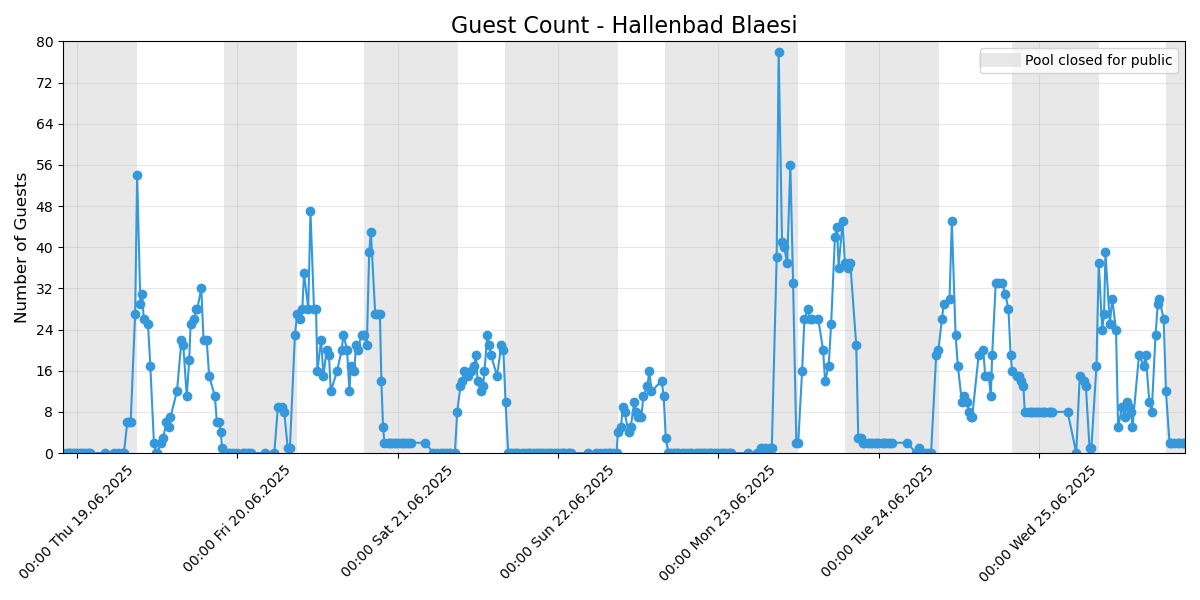 Guest Count - Hallenbad Blaesi
Pool closed for public
Number of Guests
80
72
64
56
48
40
32
24
16
8
0
00:00 Thu 19.06.2025
00:00 Fri 20.06.2025
00:00 Sat 21.06.2025
00:00 Sun 22.06.2025
00:00 Mon 23.06.2025
00:00 Tue 24.06.2025
00:00 Wed 25.06.2025